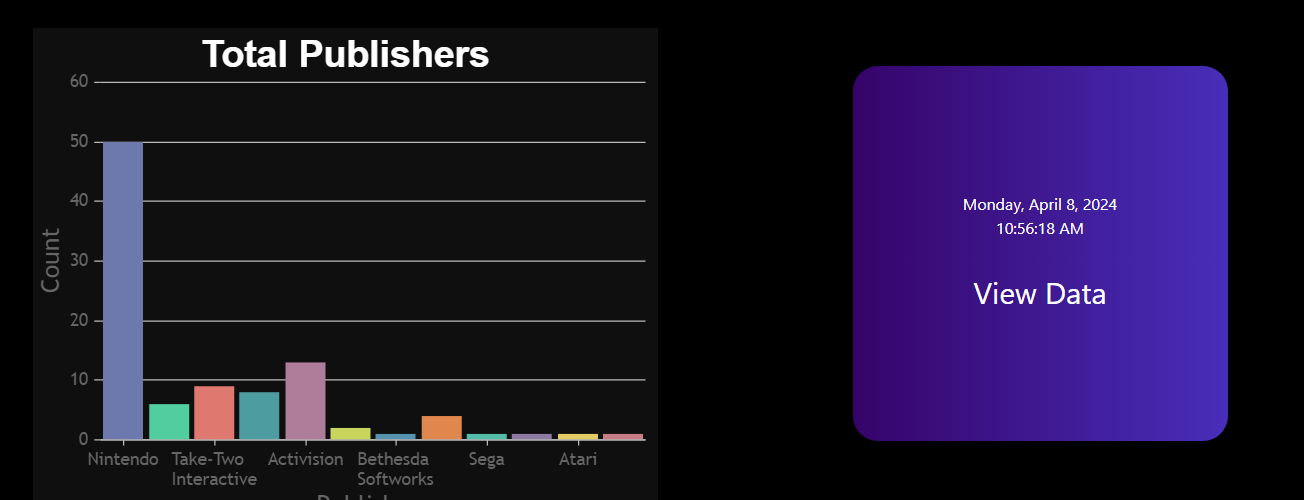 Total Publishers
60
50
40
30
20
10
0
Count
Nintendo
Take-Two
Interactive
Activision
Bethesda
Softworks
Sega
Atari
Monday, April 8, 2024
10:56:18 AM
View Data